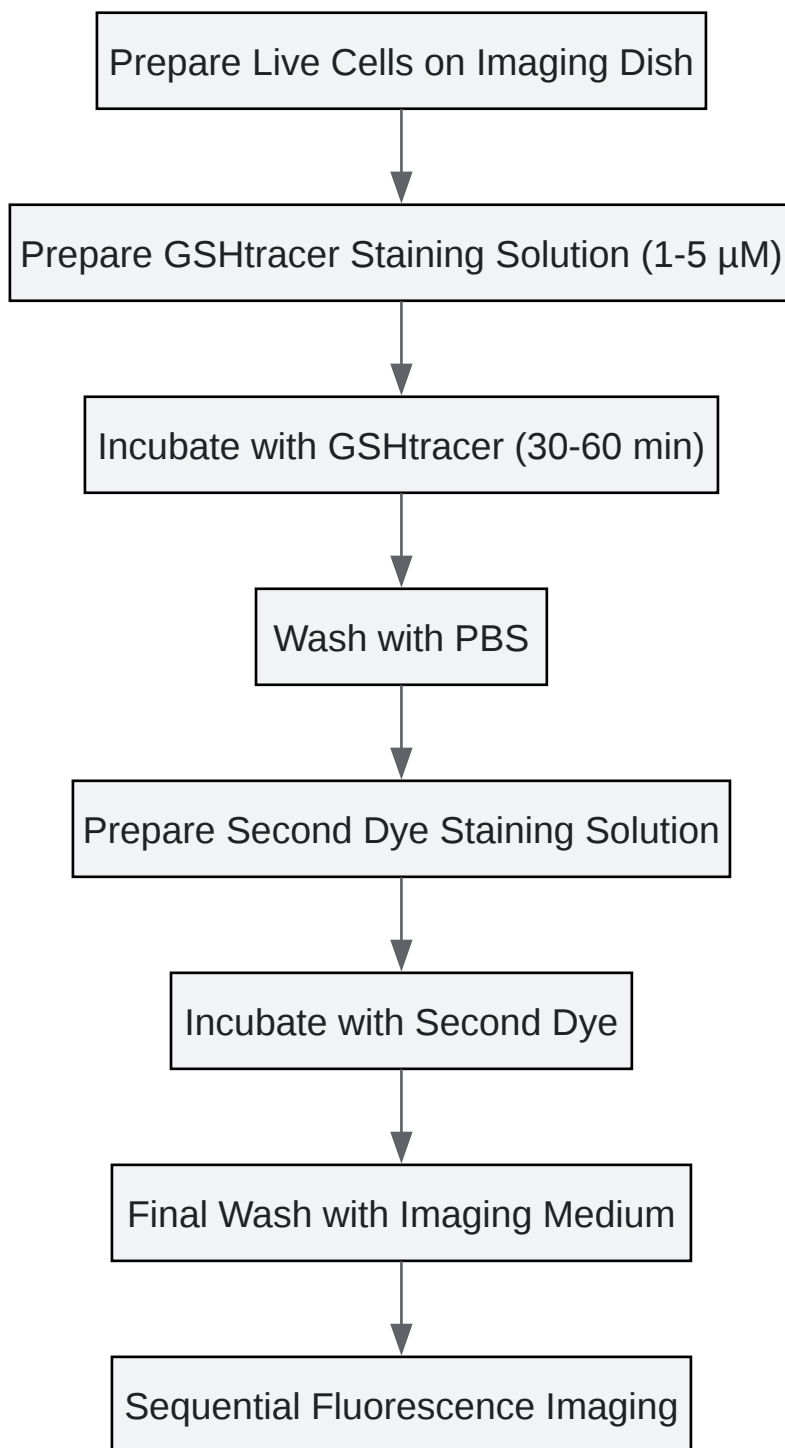 Prepare Live Cells on Imaging Dish
Prepare GSHtracer Staining Solution (1-5 µM)
Incubate with GSHtracer (30-60 min)
Wash with PBS
Prepare Second Dye Staining Solution
Incubate with Second Dye
Final Wash with Imaging Medium
Sequential Fluorescence Imaging